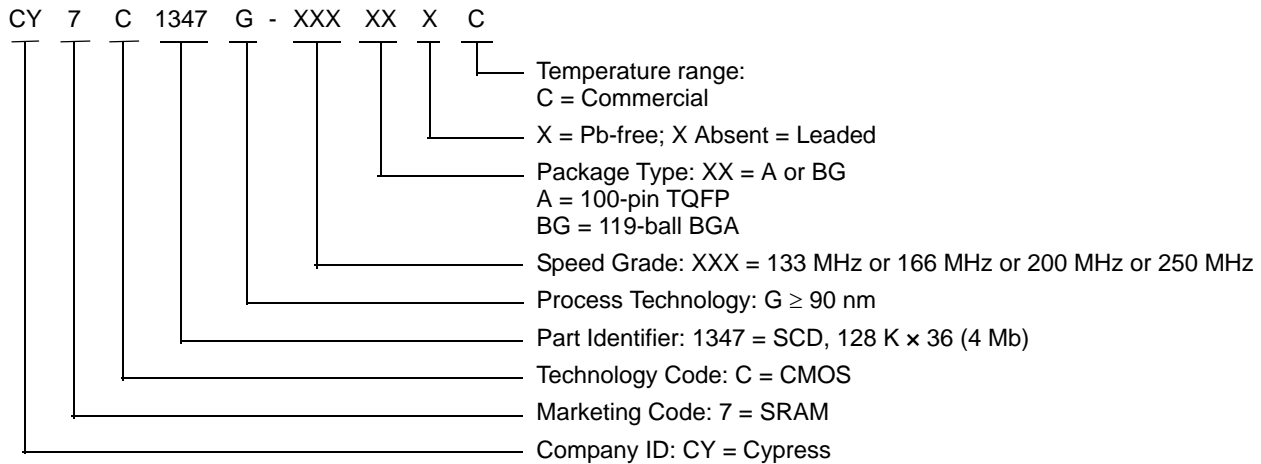 CY 7 C 1347 G - XXX XX X C
Temperature range:
C = Commercial
X = Pb-free; X Absent = Leaded
Package Type: XX = A or BG
A = 100-pin TQFP
BG = 119-ball BGA
Speed Grade: XXX = 133 MHz or 166 MHz or 200 MHz or 250 MHz
Process Technology: G ≥ 90 nm
Part Identifier: 1347 = SCD, 128 K × 36 (4 Mb)
Technology Code: C = CMOS
Marketing Code: 7 = SRAM
Company ID: CY = Cypress